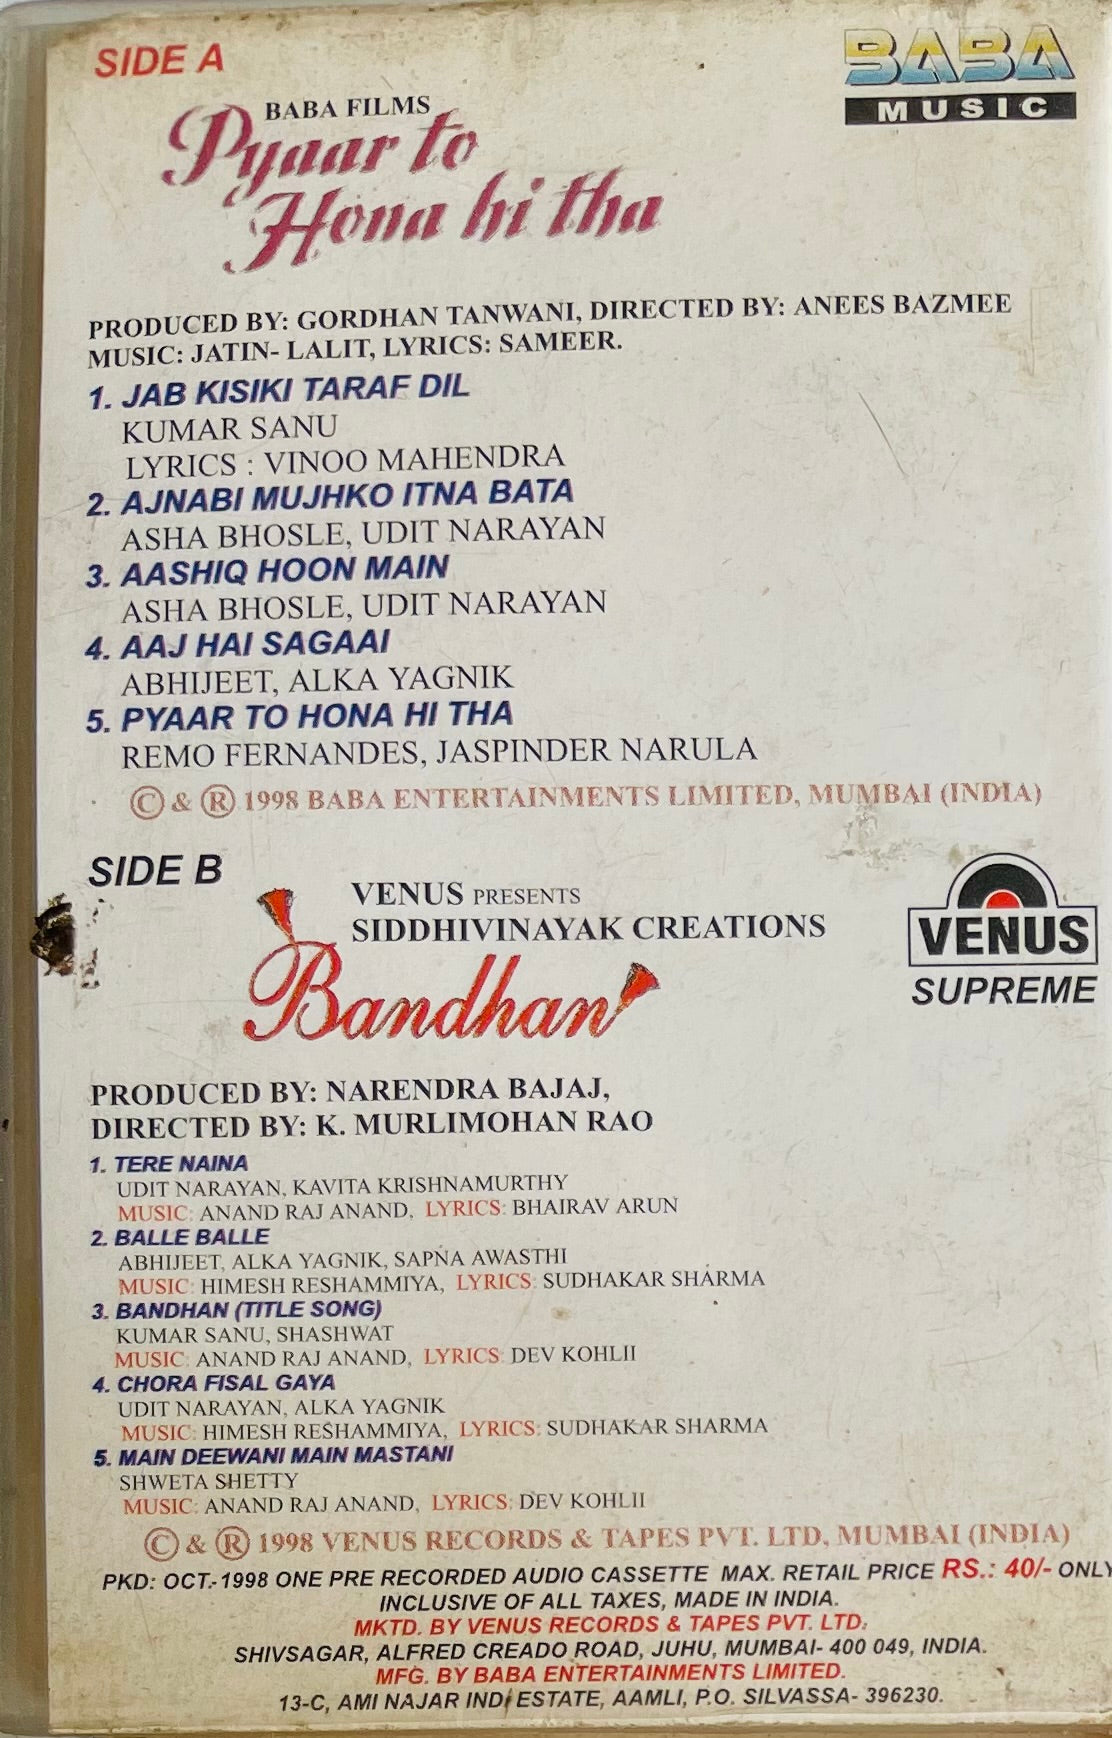 SIDE A
BABA
MUSIC
BABA FILMS
Pyaar to
Hona hi tha
PRODUCED BY: GORDHAN TANWANI, DIRECTED BY: ANEES BAZMEE
MUSIC: JATIN- LALIT, LYRICS: SAMEER.
1. JAB KISIKI TARAF DIL
KUMAR SANU
LYRICS : VINOO MAHENDRA
2. AJNABI MUJHKO ITNA BATA
ASHA BHOSLE, UDIT NARAYAN
3. AASHIQ HOON MAIN
ASHA BHOSLE, UDIT NARAYAN
4. AAJ HAI SAGAAI
ABHIJEET, ALKA YAGNIK
5. PYAAR TO HONA HI THA
REMO FERNANDES, JASPINDER NARULA
© & ® 1998 BABA ENTERTAINMENTS LIMITED, MUMBAI (INDIA)
SIDE B
VENUS PRESENTS
SIDDHIVINAYAK CREATIONS
Bandhan
VENUS
SUPREME
PRODUCED BY: NARENDRA BAJAJ,
DIRECTED BY: K. MURLIMOHAN RAO
1. TERE NAINA
UDIT NARAYAN, KAVITA KRISHNAMURTHY
MUSIC: ANAND RAJ ANAND, LYRICS: BHAIRAV ARUN
2. BALLE BALLE
ABHIJEET, ALKA YAGNIK, SAPNA AWASTHI
MUSIC: HIMESH RESHAMMIYA, LYRICS: SUDHAKAR SHARMA
3. BANDHAN (TITLE SONG)
KUMAR SANU, SHASHWAT
MUSIC: ANAND RAJ ANAND, LYRICS: DEV KOHLII
4. CHORA FISAL GAYA
UDIT NARAYAN, ALKA YAGNIK
MUSIC: HIMESH RESHAMMIYA, LYRICS: SUDHAKAR SHARMA
5. MAIN DEEWANI MAIN MASTANI
SHWETA SHETTY
MUSIC: ANAND RAJ ANAND, LYRICS: DEV KOHLII
© & ® 1998 VENUS RECORDS & TAPES PVT. LTD, MUMBAI (INDIA)
PKD: OCT.-1998 ONE PRE RECORDED AUDIO CASSETTE MAX. RETAIL PRICE RS.: 40/- ONLY
INCLUSIVE OF ALL TAXES, MADE IN INDIA.
MKTD. BY VENUS RECORDS & TAPES PVT. LTD.
SHIVSAGAR, ALFRED CREADO ROAD, JUHU, MUMBAI- 400 049, INDIA.
MFG. BY BABA ENTERTAINMENTS LIMITED.
13-C, AMI NAJAR IND ESTATE, AAMLI, P.O. SILVASSA- 396230.